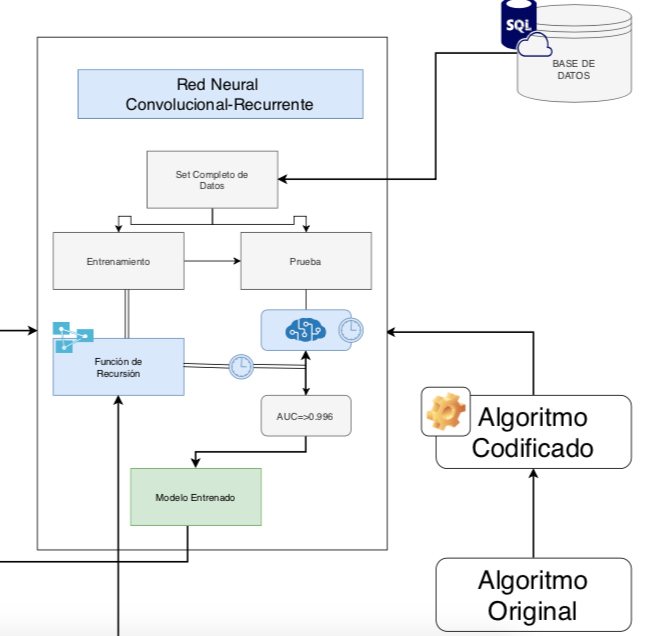 SQL
BASE DE
DATOS
Red Neural
Convolucional-Recurrente
Set Completo de
Datos
Entrenamiento
Prueba
Función de
Recursión
AUC=>0.996
Algoritmo
Codificado
Modelo Entrenado
Algoritmo
Original